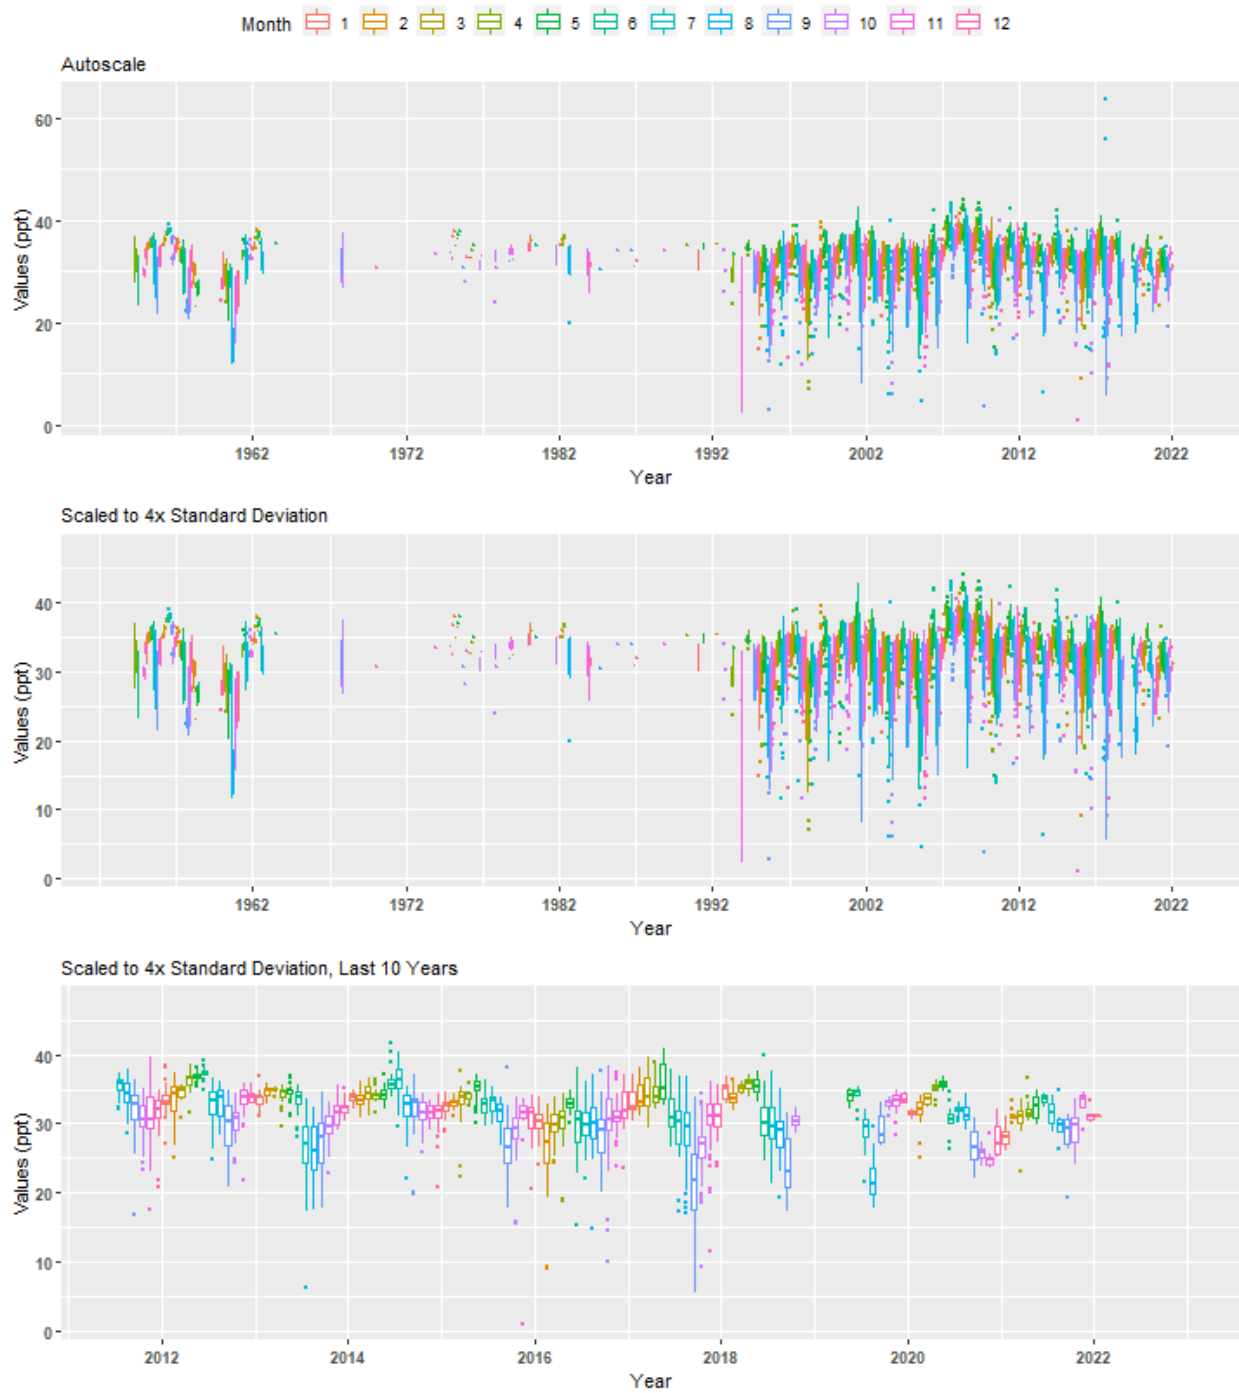 Month 1 2 3 4 5 6 7 8 9 10 11 12
Autoscale
60
40
20
0
Values (ppt)
1962 1972 1982 1992 2002 2012 2022
Year
Scaled to 4x Standard Deviation
40
30
20
10
0
Values (ppt)
1962 1972 1982 1992 2002 2012 2022
Year
Scaled to 4x Standard Deviation, Last 10 Years
40
30
20
10
0
Values (ppt)
2012 2014 2016 2018 2020 2022
Year